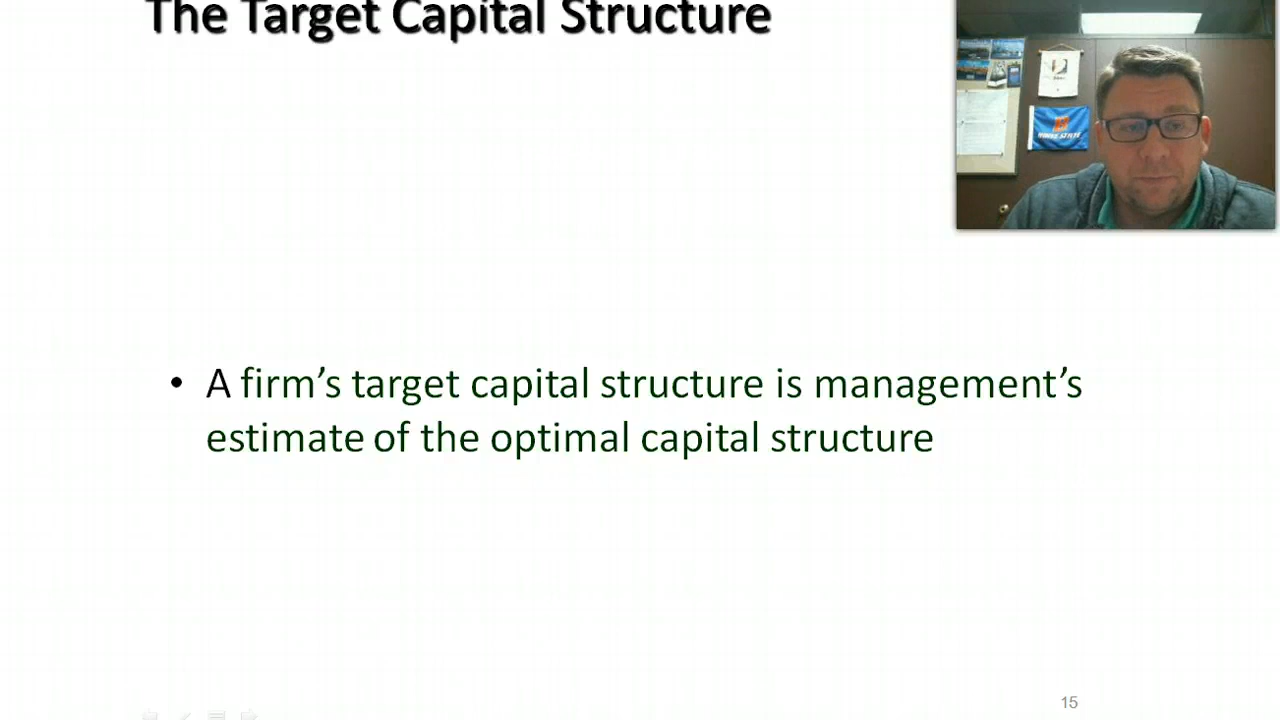 The Target Capital Structure
• A firm’s target capital structure is management’s
estimate of the optimal capital structure
15